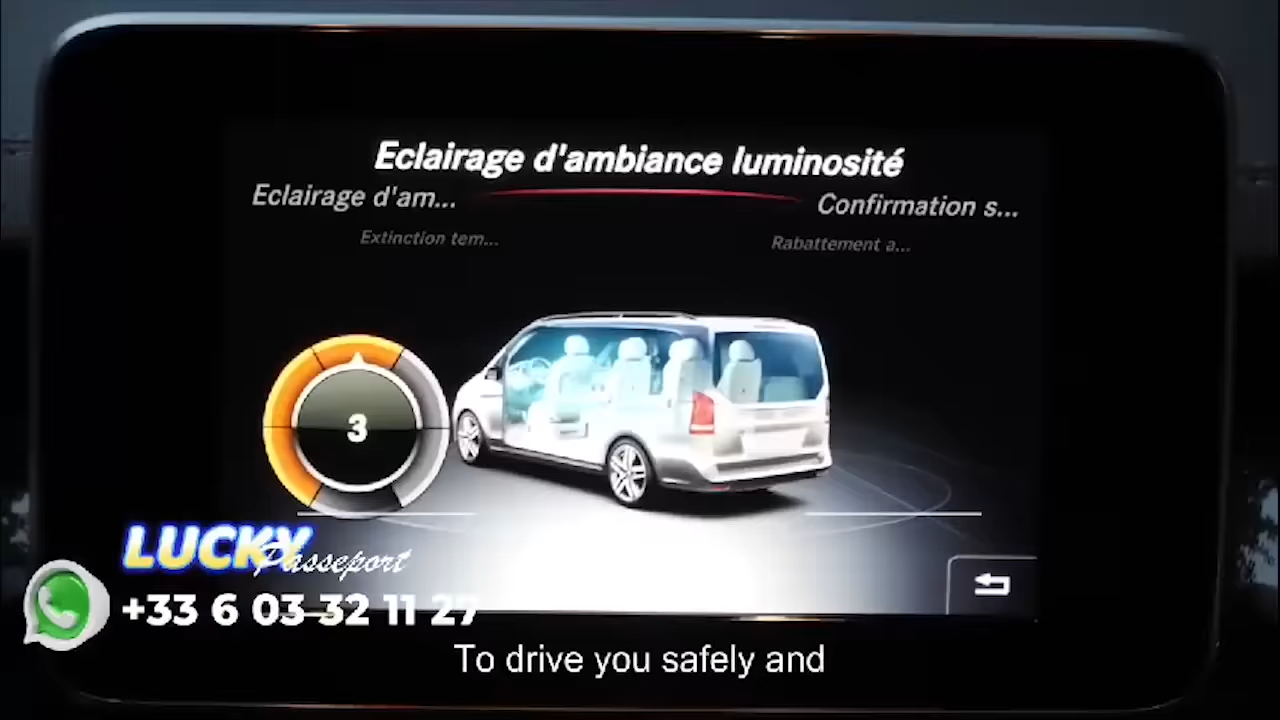 Eclairage d'ambiance luminosité
Eclairage d'am...
Confirmation s...
Extinction tem...
Rabattement a...
3
LUCKY
Passeport
+33 6 03 32 11 27
To drive you safely and